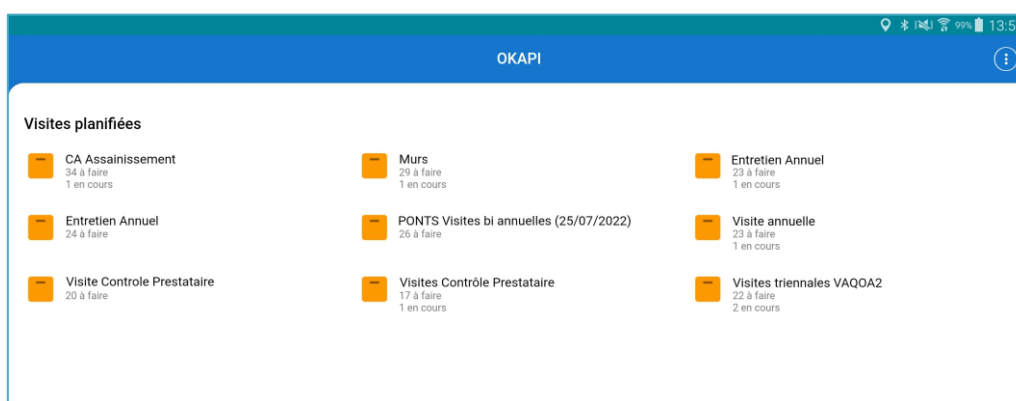 99% 13:5
OKAPI
Visites planifiées
CA Assainissement
34 à faire
1 en cours
Murs
29 à faire
1 en cours
Entretien Annuel
23 à faire
1 en cours
Entretien Annuel
24 à faire
PONTS Visites bi annuelles (25/07/2022)
26 à faire
Visite annuelle
23 à faire
1 en cours
Visite Controle Prestataire
20 à faire
Visites Contrôle Prestataire
17 à faire
1 en cours
Visites triennales VAQOA2
22 à faire
2 en cours